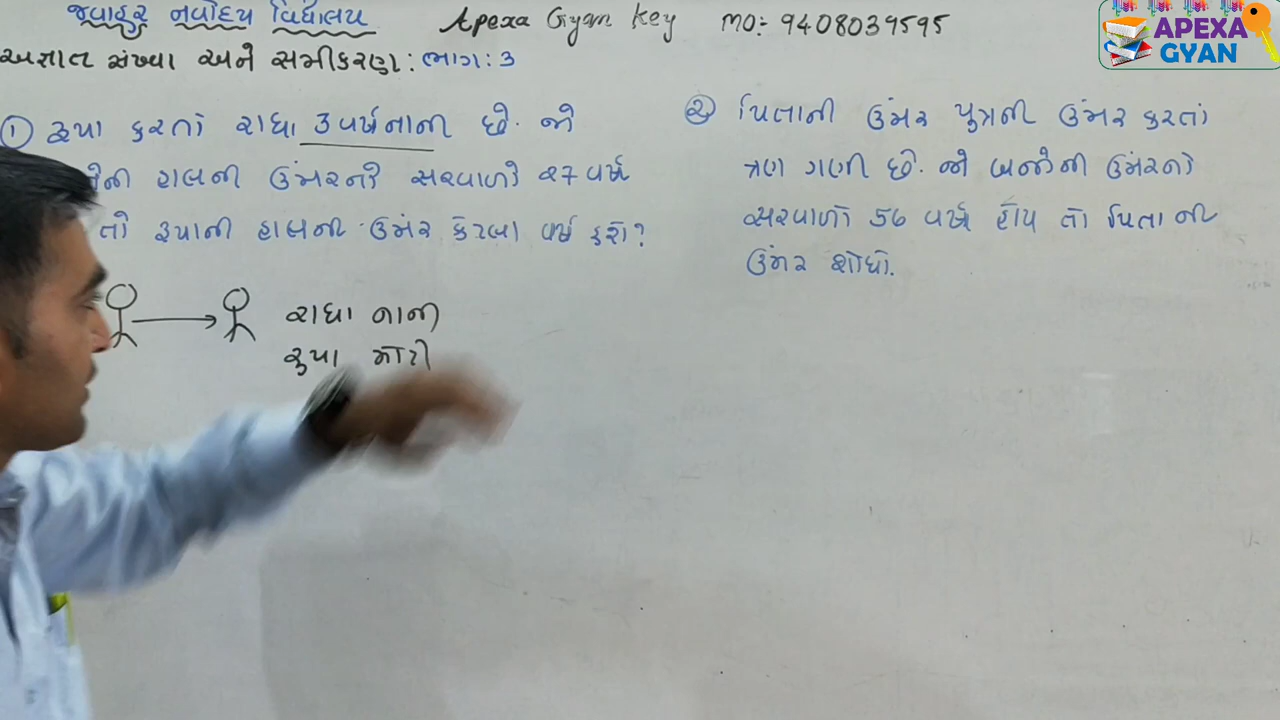 જવાહર નવોદય વિદ્યાલય Apexa Gyan Key MO: 9408039595
APEXA
GYAN
અજ્ઞાત સંખ્યા અને સમીકરણ: ભાગ: 3
① રૂપા કરતાં રાધા 3 વર્ષ નાની છે. જો
હાલની ઉંમરનો સરવાળો ૨૭ વર્ષ
તો રૂપાની હાલની ઉંમર કેટલા વર્ષ હશે?
② પિતાની ઉંમર પુત્રની ઉંમર કરતાં
ત્રણ ગણી છે. જો બન્નેની ઉંમરનો
સરવાળો વર્ષ હોય તો પિતાની
ઉંમર શોધો.
રાધા નાની
રૂપા મોટી